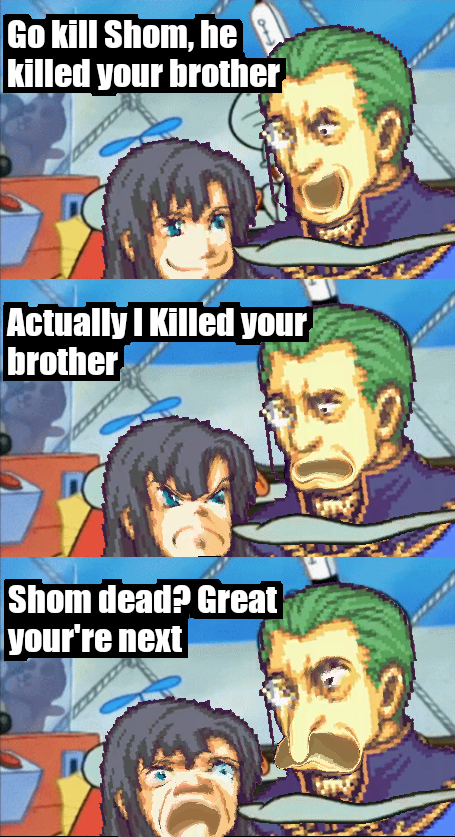 Go kill Shom, he
killed your brother
Actually I Killed your
brother
Shom dead? Great
your're next